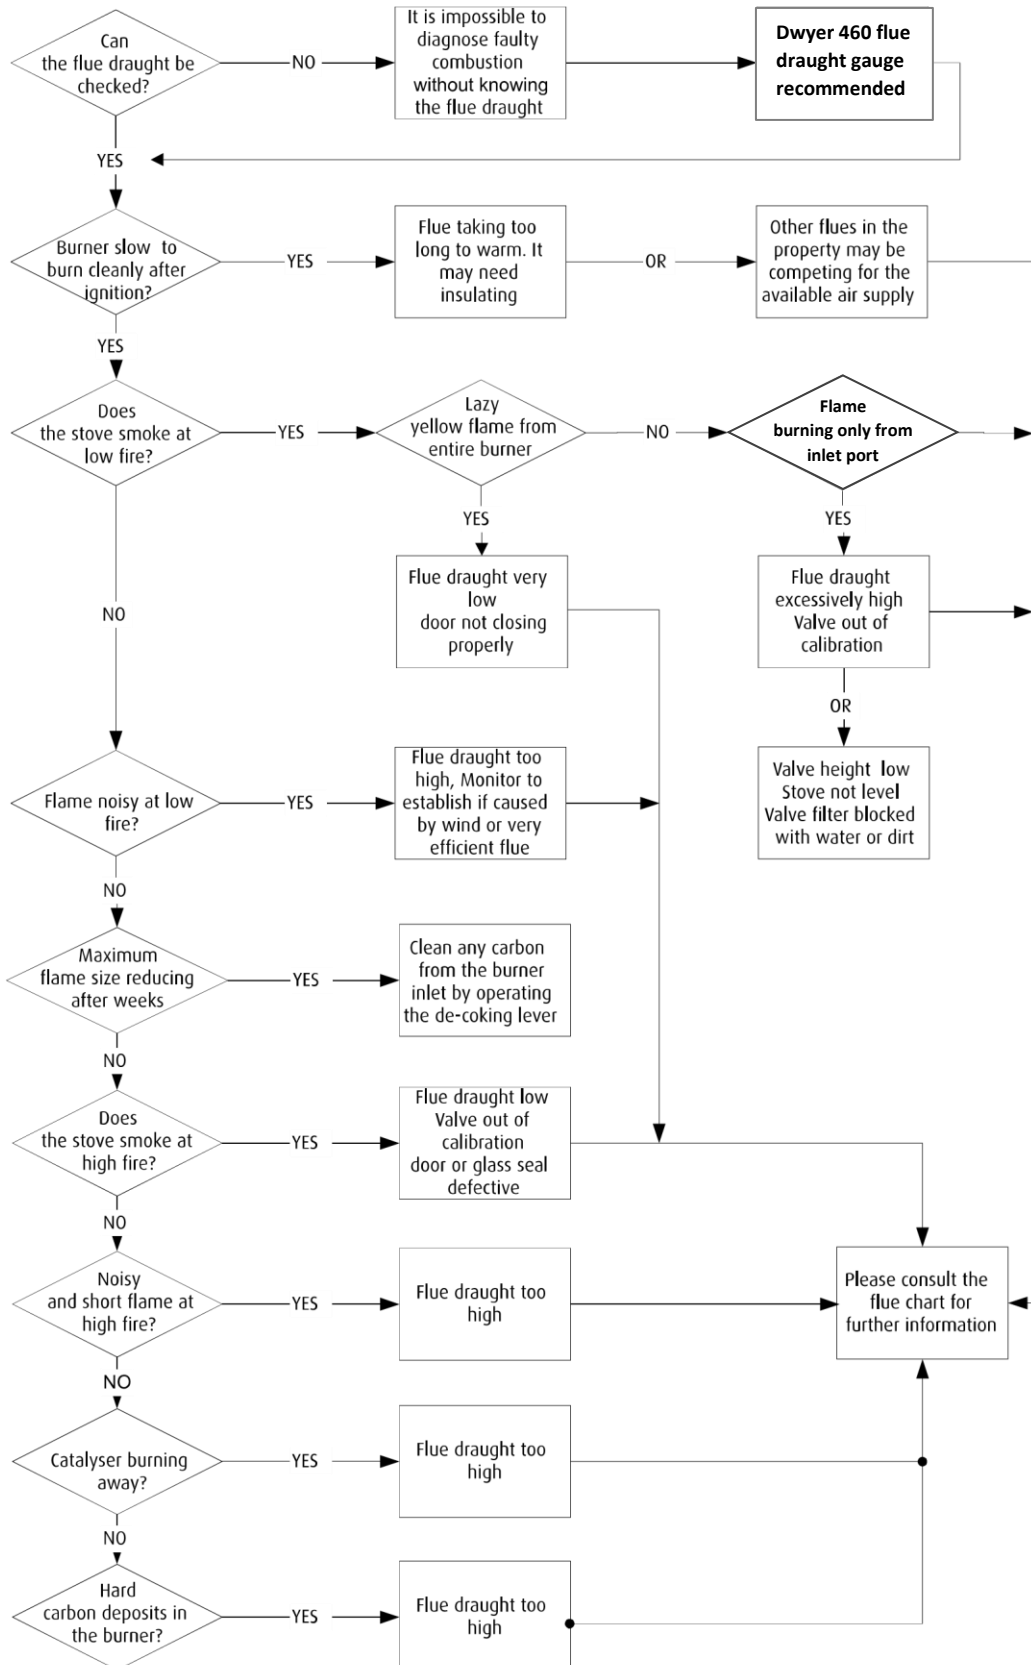 Can
the flue draught be
checked?
NO
It is impossible to
diagnose faulty
combustion
without knowing
the flue draught
Dwyer 460 flue
draught gauge
recommended
YES
Burner slow to
burn cleanly after
ignition?
YES
Flue taking too
long to warm. It
may need
insulating
OR
Other flues in the
property may be
competing for the
available air supply
YES
Does
the stove smoke at
low fire?
YES
Lazy
yellow flame from
entire burner
NO
Flame
burning only from
inlet port
YES
Flue draught very
low
door not closing
properly
YES
Flue draught
excessively high
Valve out of
calibration
OR
Valve height low
Stove not level
Valve filter blocked
with water or dirt
NO
Flame noisy at low
fire?
YES
Flue draught too
high, Monitor to
establish if caused
by wind or very
efficient flue
NO
Maximum
flame size reducing
after weeks
YES
Clean any carbon
from the burner
inlet by operating
the de-coking lever
NO
Does
the stove smoke at
high fire?
YES
Flue draught low
Valve out of
calibration
door or glass seal
defective
NO
Noisy
and short flame at
high fire?
YES
Flue draught too
high
Please consult the
flue chart for
further information
NO
Catalyser burning
away?
YES
Flue draught too
high
NO
Hard
carbon deposits in
the burner?
YES
Flue draught too
high